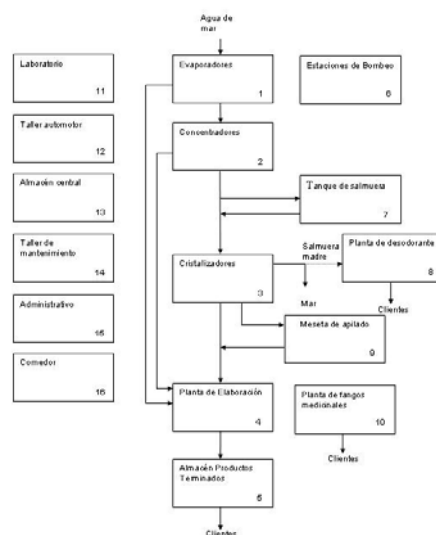 Agua de
mar
Laboratorio
11
Evaporadores
1
Estaciones de Bombeo
6
Taller automotor
12
Concentradores
2
Almacén central
13
Tanque de salmuera
7
Taller de
mantenimiento
14
Cristalizadores
3
Salmuera
madre
Planta de desodorante
8
Mar
Clientes
Administrativo
15
Meseta de apilado
9
Comedor
16
Planta de Elaboración
4
Planta de fangos
medicinales
10
Almacén Productos
Terminados
5
Clientes
Clientes